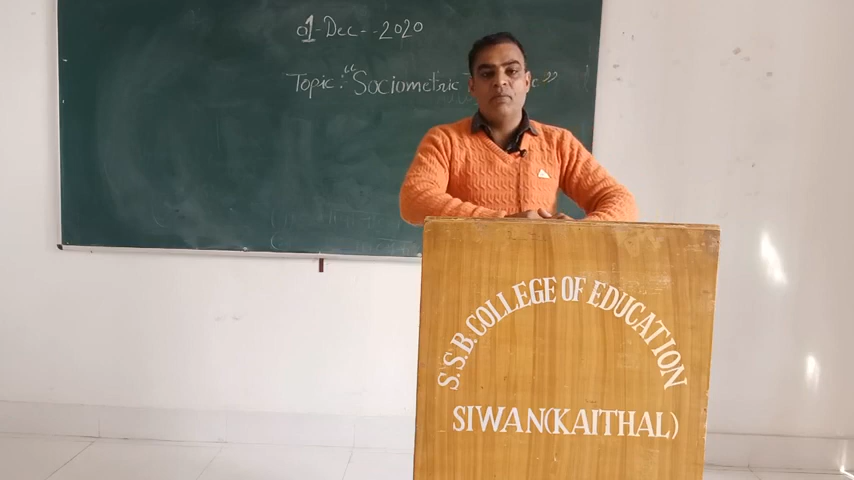 01-Dec--2020
Topic:"Sociometric
S.S.B. COLLEGE OF EDUCATION
SIWAN(KAITHAL)